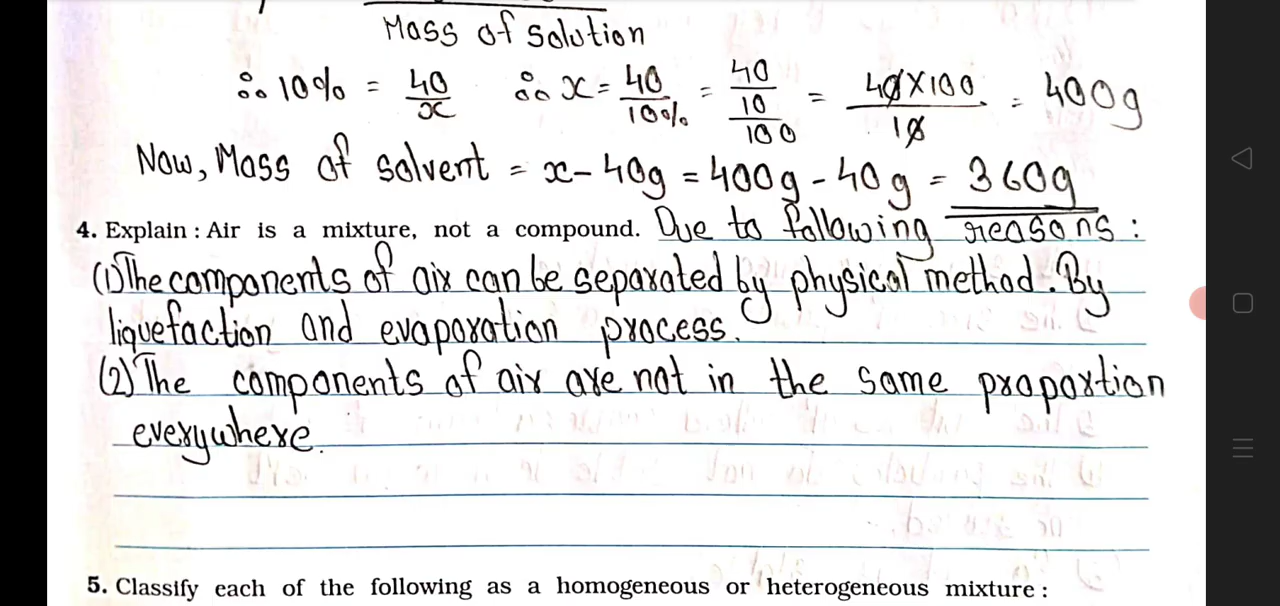 Mass of solution
∴ 10% = 40/x ∴ x = 40/10% = 40/(10/100) = 40×100/10 = 400g
Now, Mass of solvent = x - 40g = 400g - 40g = 360g
4. Explain : Air is a mixture, not a compound. Due to following reasons :
(1) The components of air can be separated by physical method. By
liquefaction and evaporation process.
(2) The components of air are not in the same proportion
everywhere.
5. Classify each of the following as a homogeneous or heterogeneous mixture :